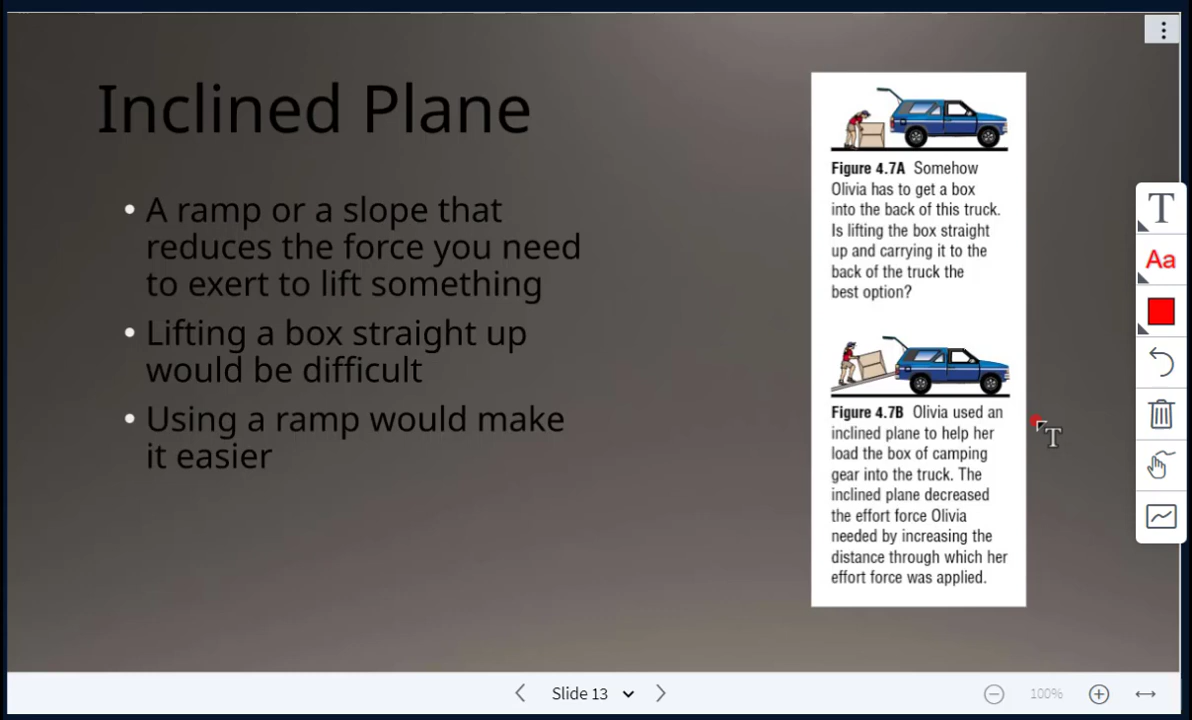 Inclined Plane
• A ramp or a slope that
reduces the force you need
to exert to lift something
• Lifting a box straight up
would be difficult
• Using a ramp would make
it easier
Figure 4.7A Somehow
Olivia has to get a box
into the back of this truck.
Is lifting the box straight
up and carrying it to the
back of the truck the
best option?
Figure 4.7B Olivia used an
inclined plane to help her
load the box of camping
gear into the truck. The
inclined plane decreased
the effort force Olivia
needed by increasing the
distance through which her
effort force was applied.
T
Aa
T
Slide 13
100%